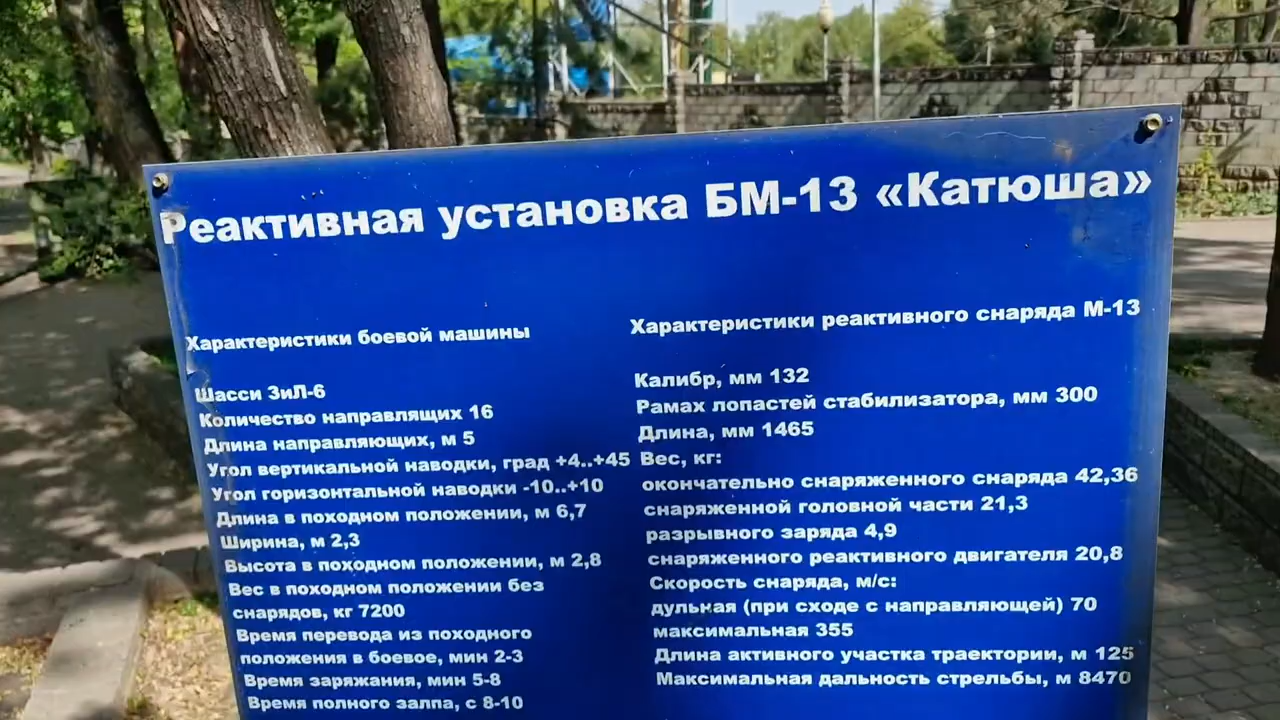 Реактивная установка БМ-13 «Катюша»
Характеристики боевой машины
Шасси ЗиЛ-6
Количество направлящих 16
Длина направляющих, м 5
Угол вертикальной наводки, град +4..+45
Угол горизонтальной наводки -10..+10
Длина в походном положении, м 6,7
Ширина, м 2,3
Высота в походном положении, м 2,8
Вес в походном положении без
снарядов, кг 7200
Время перевода из походного
положения в боевое, мин 2-3
Время заряжания, мин 5-8
Время полного залпа, с 8-10
Характеристики реактивного снаряда М-13
Калибр, мм 132
Рамах лопастей стабилизатора, мм 300
Длина, мм 1465
Вес, кг:
окончательно снаряженного снаряда 42,36
снаряженной головной части 21,3
разрывного заряда 4,9
снаряженного реактивного двигателя 20,8
Скорость снаряда, м/с:
дульная (при сходе с направляющей) 70
максимальная 355
Длина активного участка траектории, м 125
Максимальная дальность стрельбы, м 8470